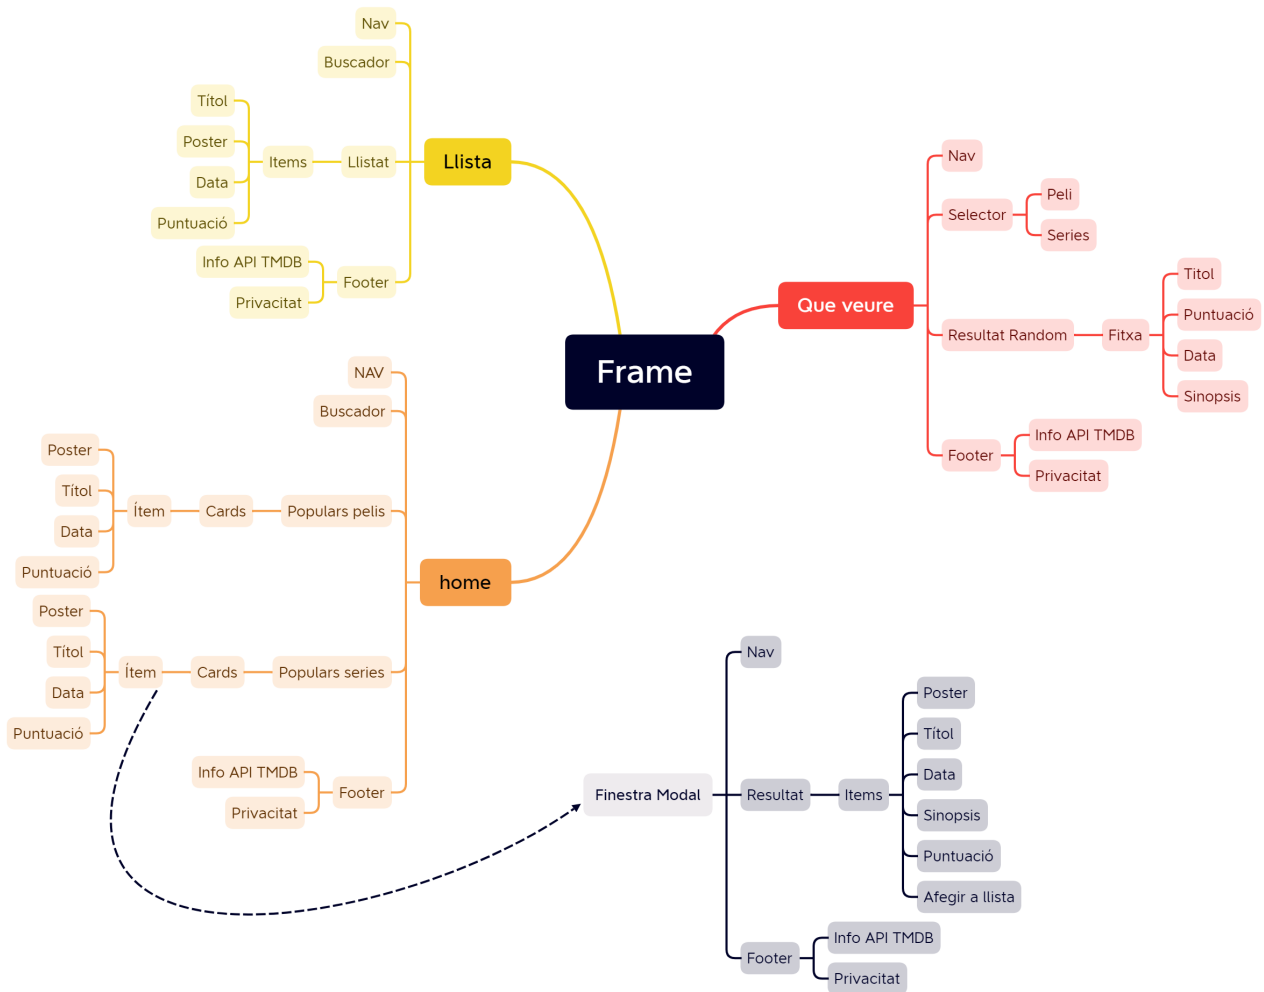 Frame
Llista
Nav
Buscador
Llistat
Items
Títol
Poster
Data
Puntuació
Footer
Info API TMDB
Privacitat
Que veure
Nav
Selector
Peli
Series
Resultat Random
Fitxa
Titol
Puntuació
Data
Sinopsis
Footer
Info API TMDB
Privacitat
home
NAV
Buscador
Populars pelis
Cards
Ítem
Poster
Títol
Data
Puntuació
Populars series
Cards
Ítem
Poster
Títol
Data
Puntuació
Footer
Info API TMDB
Privacitat
Finestra Modal
Nav
Resultat
Items
Poster
Títol
Data
Sinopsis
Puntuació
Afegir a llista
Footer
Info API TMDB
Privacitat